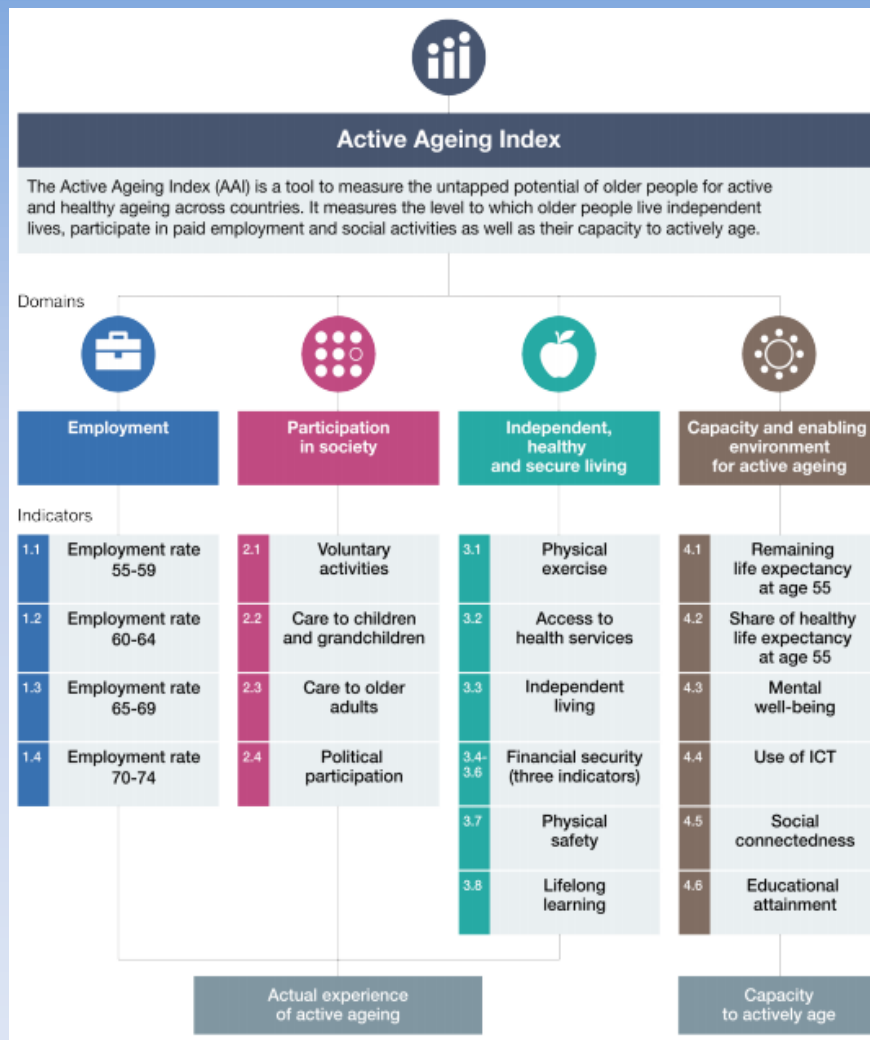 Active Ageing Index
The Active Ageing Index (AAI) is a tool to measure the untapped potential of older people for active
and healthy ageing across countries. It measures the level to which older people live independent
lives, participate in paid employment and social activities as well as their capacity to actively age.
Domains
Employment
Participation
in society
Independent,
healthy
and secure living
Capacity and enabling
environment
for active ageing
Indicators
1.1
Employment rate
55-59
1.2
Employment rate
60-64
1.3
Employment rate
65-69
1.4
Employment rate
70-74
2.1
Voluntary
activities
2.2
Care to children
and grandchildren
2.3
Care to older
adults
2.4
Political
participation
3.1
Physical
exercise
3.2
Access to
health services
3.3
Independent
living
3.4-
3.6
Financial security
(three indicators)
3.7
Physical
safety
3.8
Lifelong
learning
4.1
Remaining
life expectancy
at age 55
4.2
Share of healthy
life expectancy
at age 55
4.3
Mental
well-being
4.4
Use of ICT
4.5
Social
connectedness
4.6
Educational
attainment
Actual experience
of active ageing
Capacity
to actively age